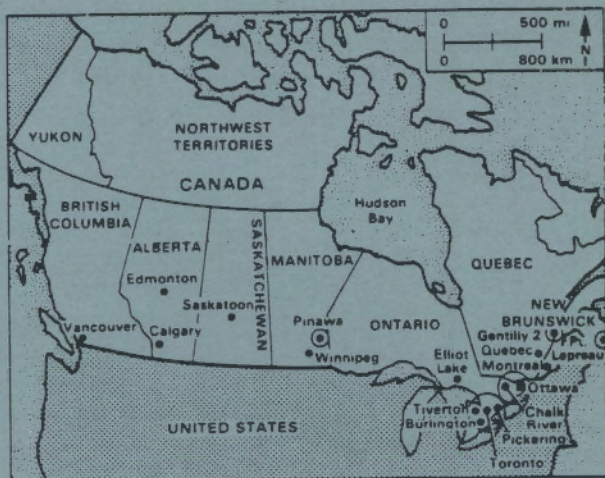 0 500 mi
0 800 km
N
YUKON
NORTHWEST
TERRITORIES
CANADA
BRITISH
COLUMBIA
ALBERTA
SASKATCHEWAN
MANITOBA
Hudson
Bay
QUEBEC
Edmonton
Saskatoon
Vancouver
Calgary
Pinawa
Winnipeg
ONTARIO
NEW
BRUNSWICK
Gentilly 2
Pt.
Lepreau
Quebec
Montreal
Elliot
Lake
Ottawa
Tiverton
Burlington
Chalk
River
Pickering
Toronto
UNITED STATES